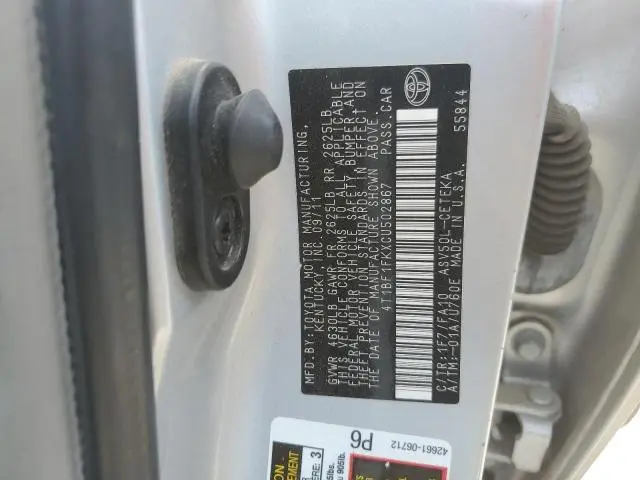 MFD.BY:TOYOTA MOTOR MANUFACTURING,
KENTUCKY, INC. 09/11
GVWR 4630LB GAWR FR 2625LB RR 2625LB
THIS VEHICLE CONFORMS TO ALL APPLICABLE
FEDERAL MOTOR VEHICLE SAFETY, BUMPER, AND
THEFT PREVENTION STANDARDS IN EFFECT ON
THE DATE OF MANUFACTURE SHOWN ABOVE.
4T1BF1FKXCU502867 PASS.CAR
C/TR:1F7/FA10 ASV50L-CETEKA
A/TM:-01A/U760E MADE IN U.S.A.
55844
P6
42661-06712